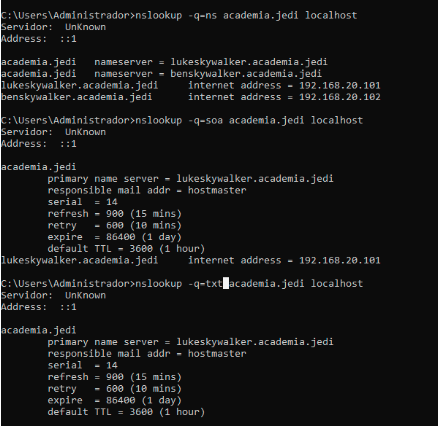 C:\Users\Administrador>nslookup -q=ns academia.jedi localhost
Servidor:  UnKnown
Address:  ::1
academia.jedi   nameserver = lukeskywalker.academia.jedi
academia.jedi   nameserver = benskywalker.academia.jedi
lukeskywalker.academia.jedi     internet address = 192.168.20.101
benskywalker.academia.jedi      internet address = 192.168.20.102
C:\Users\Administrador>nslookup -q=soa academia.jedi localhost
Servidor:  UnKnown
Address:  ::1
academia.jedi
        primary name server = lukeskywalker.academia.jedi
        responsible mail addr = hostmaster
        serial  = 14
        refresh = 900 (15 mins)
        retry   = 600 (10 mins)
        expire  = 86400 (1 day)
        default TTL = 3600 (1 hour)
lukeskywalker.academia.jedi     internet address = 192.168.20.101
C:\Users\Administrador>nslookup -q=txt academia.jedi localhost
Servidor:  UnKnown
Address:  ::1
academia.jedi
        primary name server = lukeskywalker.academia.jedi
        responsible mail addr = hostmaster
        serial  = 14
        refresh = 900 (15 mins)
        retry   = 600 (10 mins)
        expire  = 86400 (1 day)
        default TTL = 3600 (1 hour)